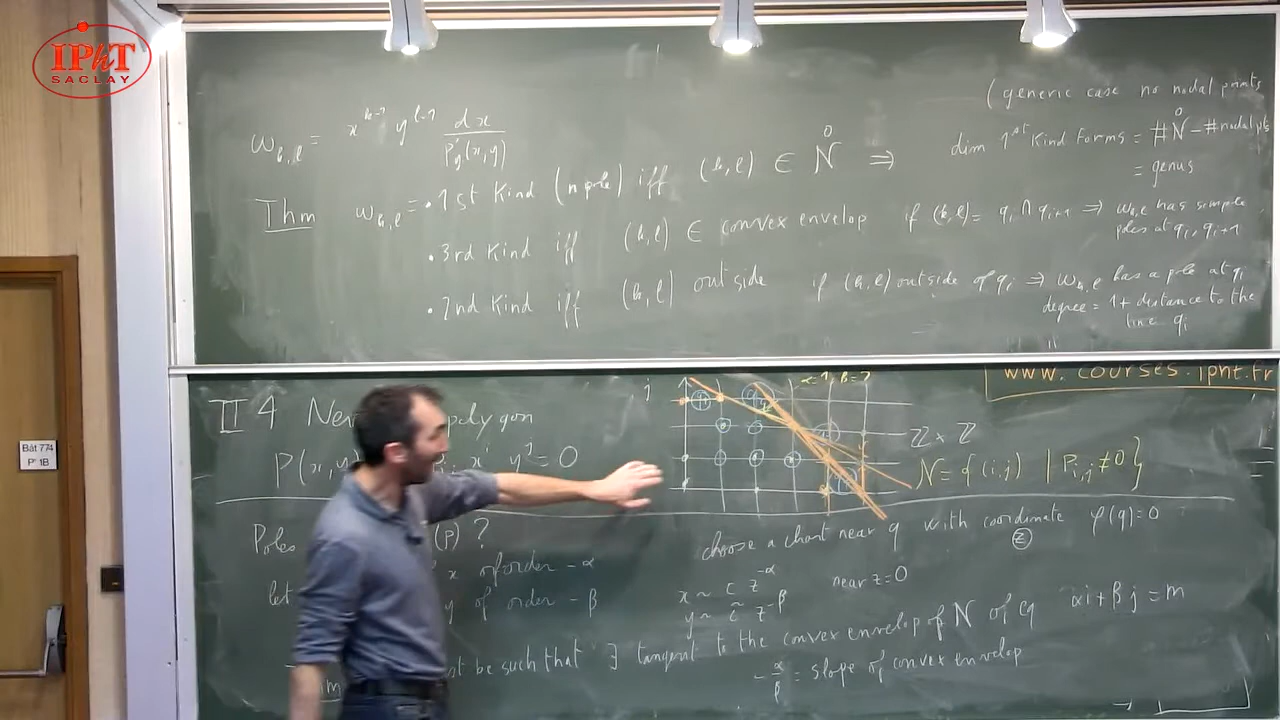 IPhT
SACLAY
(generic case no nodal points
ω_{k,l} = x^{k-1} y^{l-1} dx / P'_y(x,y)
Thm ω_{k,l} = • 1st Kind (no pole) iff (k,l) ∈ N° ⇒ dim 1st Kind forms = #N° - #nodal pts
= genus
• 3rd Kind iff (k,l) ∈ convex envelop if (k,l) = q_i ∩ q_{i+1} ⇒ ω_{k,l} has simple
poles at q_i, q_{i+1}
• 2nd Kind iff (k,l) outside if (k,l) outside of q_i ⇒ ω_{k,l} has a pole at q_i
degree = 1 + distance to the
line q_i
www.courses.ipht.fr
II 4 polygon
P(x, x^i y^j = 0
j
Z × Z
N = {(i,j) | P_{i,j} ≠ 0}
Bât 774
P 1B
Poles (p) ?
choose a chart near q with coordinate φ(q)=0
z
let x of order -α
y of order -β
x ~ c z^{-α} near z=0
y ~ c̃ z^{-β}
be such that ∃ tangent to the convex envelop of N of eq αi + βj = m
-α/β = slope of convex envelop